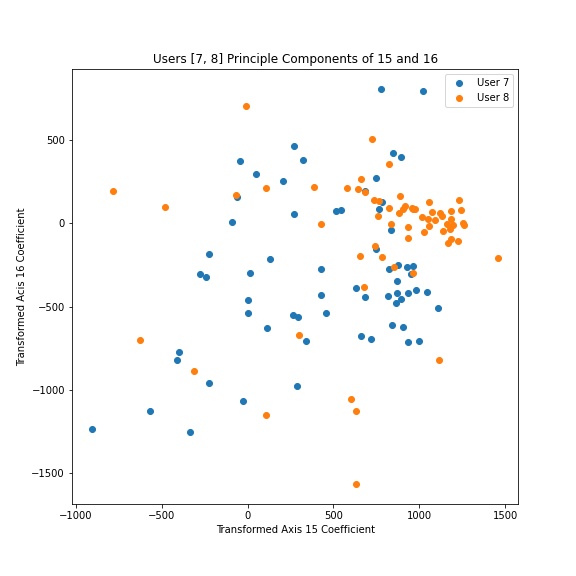 Users [7, 8] Principle Components of 15 and 16
User 7
User 8
Transformed Acis 16 Coefficient
500
0
−500
−1000
−1500
−1000
−500
0
500
1000
1500
Transformed Axis 15 Coefficient